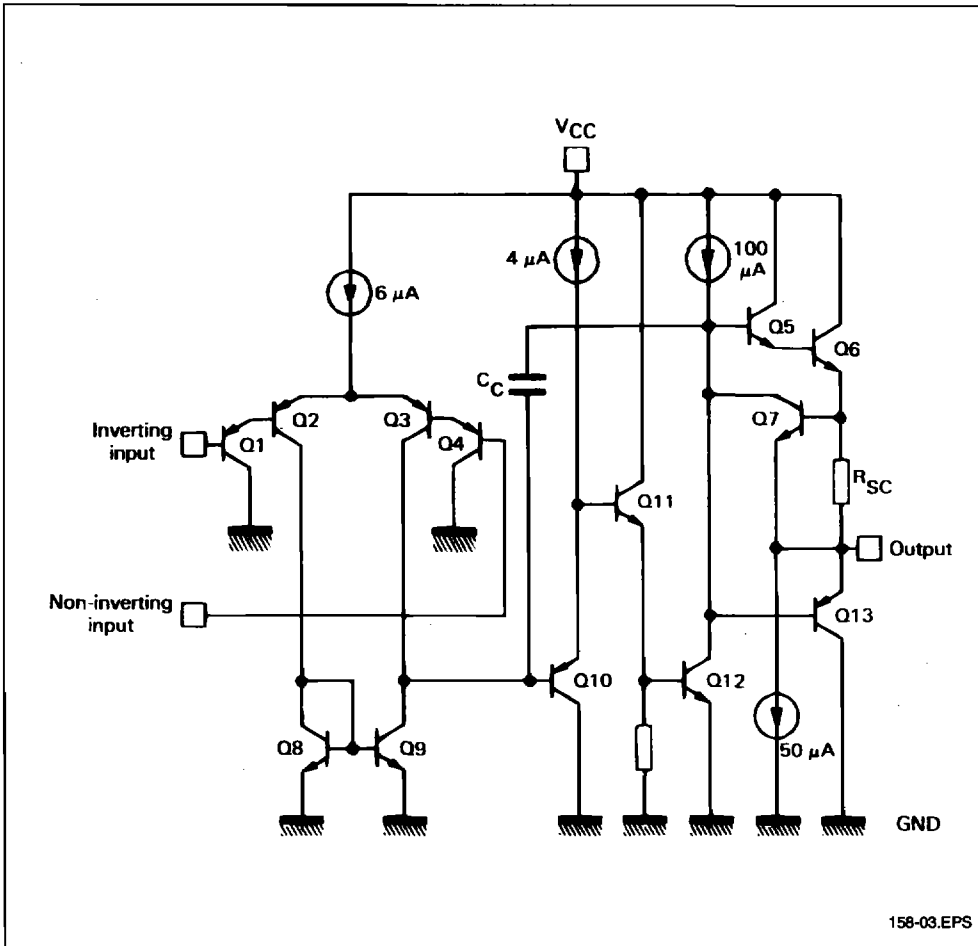 VCC
6 µA
4 µA
100
µA
Q5
Q6
CC
Q2
Q3
Q7
Inverting
input
Q1
Q4
RSC
Q11
Output
Non-inverting
input
Q13
Q10
Q12
Q8
Q9
50 µA
GND
158-03.EPS